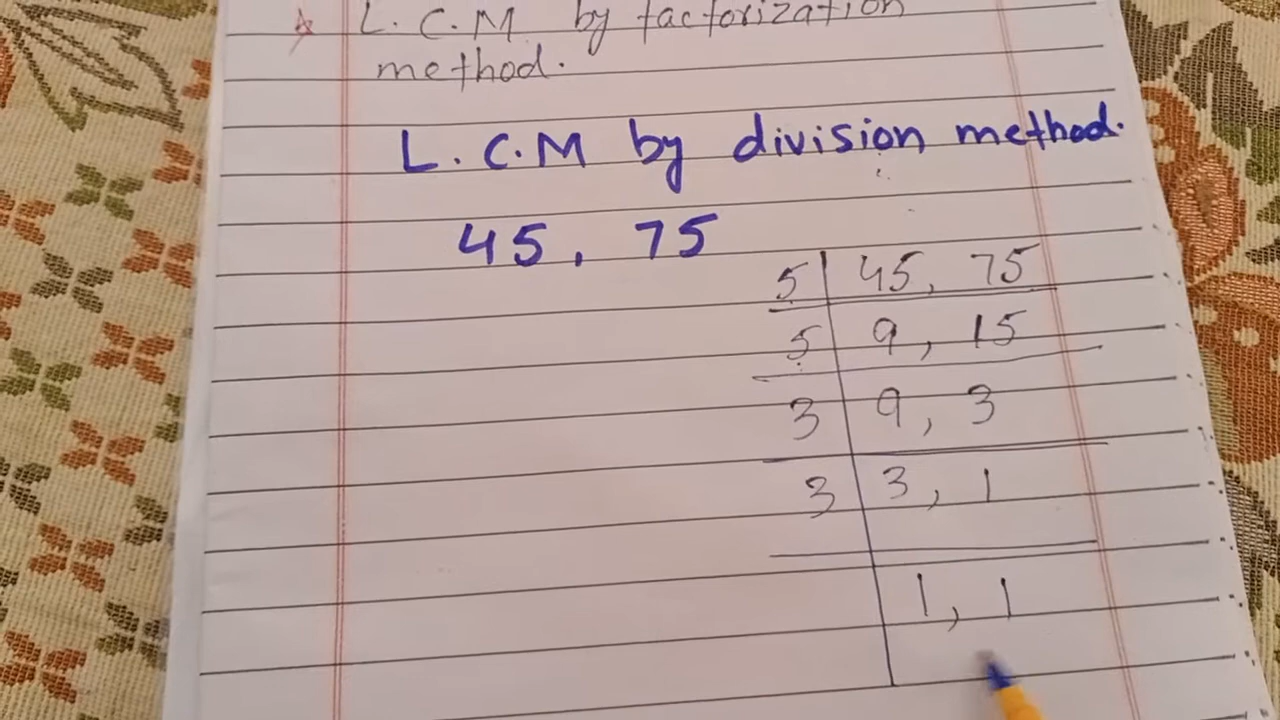 L.C.M by factorization
method.
L.C.M by division method.
45, 75
5 | 45, 75
5 | 9, 15
3 | 9, 3
3 | 3, 1
| 1, 1